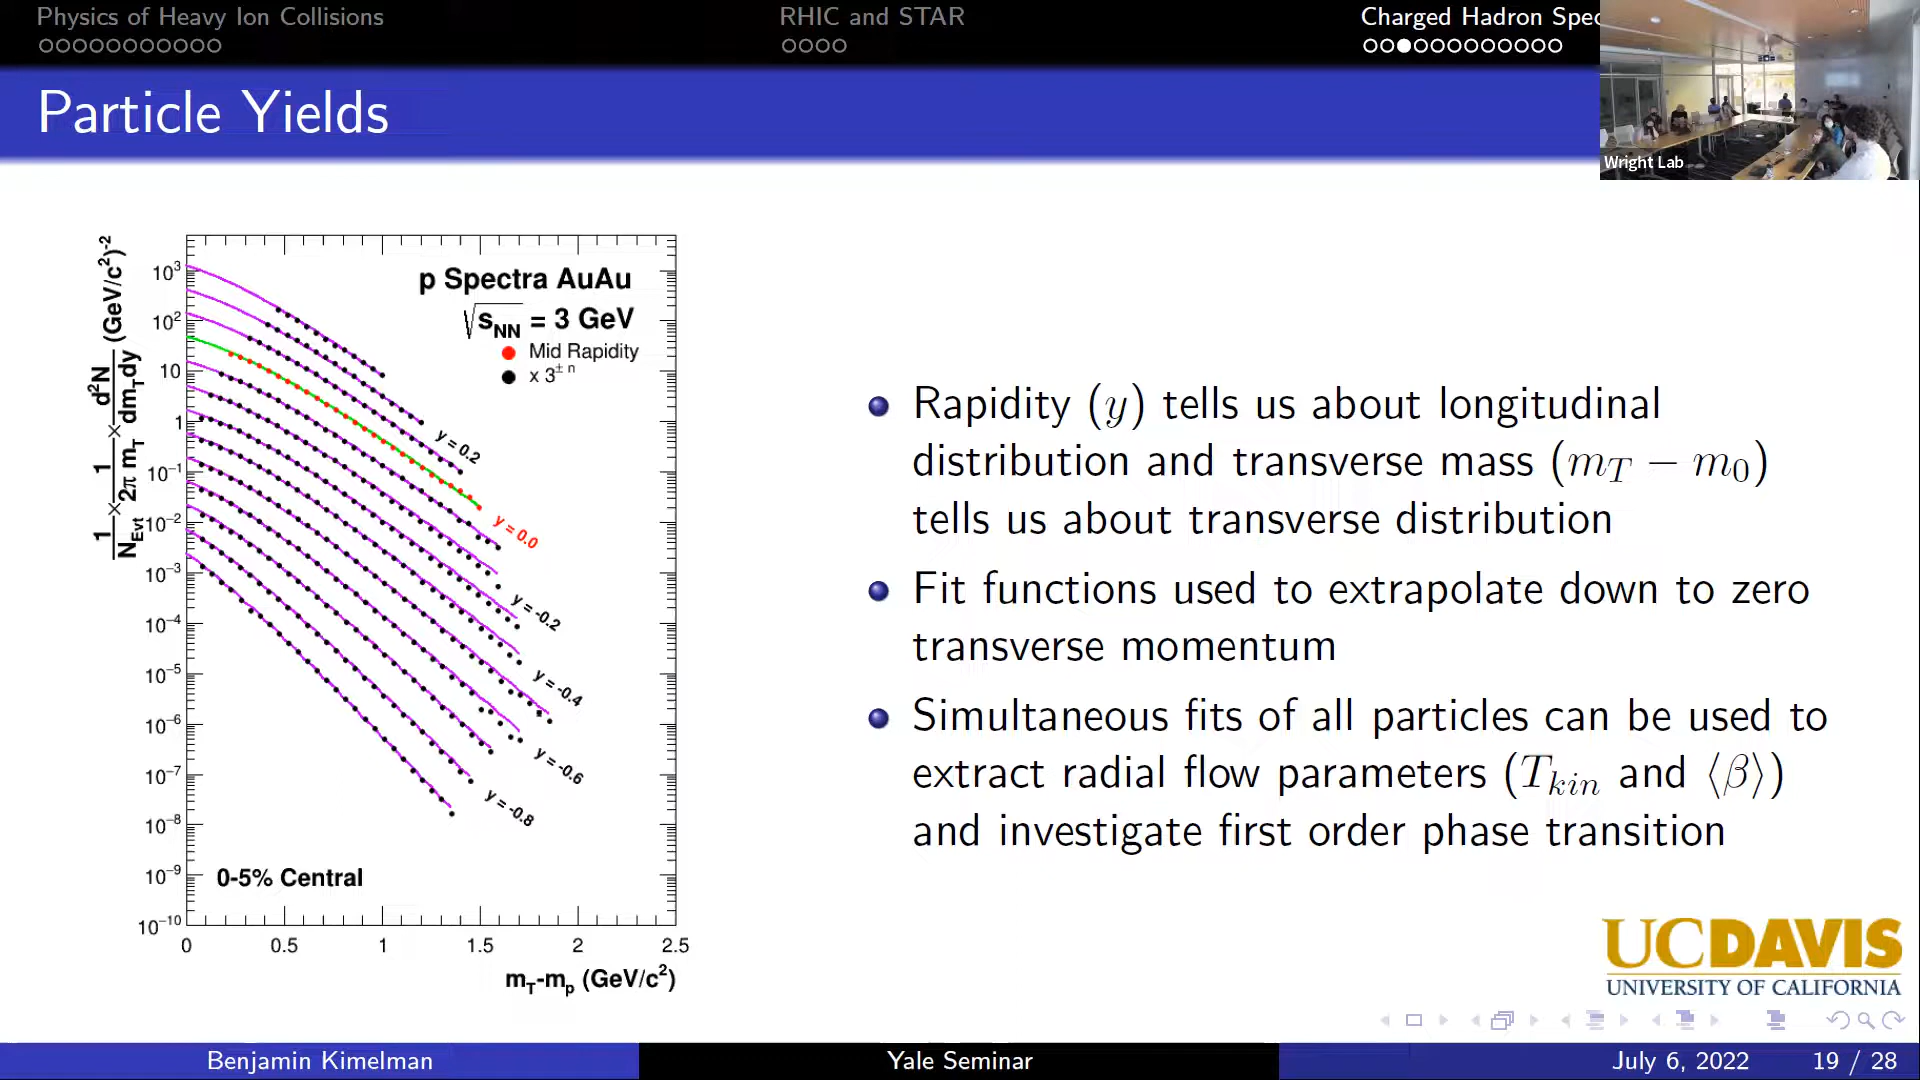 Physics of Heavy Ion Collisions
RHIC and STAR
Charged Hadron Spec
Wright Lab
Particle Yields
p Spectra AuAu
√sNN = 3 GeV
Mid Rapidity
x 3± n
1/NEvt × 1/2π mT × d²N/dmTdy (GeV/c²)⁻²
10³
10²
10
1
10⁻¹
10⁻²
10⁻³
10⁻⁴
10⁻⁵
10⁻⁶
10⁻⁷
10⁻⁸
10⁻⁹
10⁻¹⁰
y = 0.2
y = 0.0
y = -0.2
y = -0.4
y = -0.6
y = -0.8
0-5% Central
0 0.5 1 1.5 2 2.5
mT-mp (GeV/c²)
Rapidity (y) tells us about longitudinal
distribution and transverse mass (mT − m0)
tells us about transverse distribution
Fit functions used to extrapolate down to zero
transverse momentum
Simultaneous fits of all particles can be used to
extract radial flow parameters (Tkin and ⟨β⟩)
and investigate first order phase transition
UCDAVIS
UNIVERSITY OF CALIFORNIA
Benjamin Kimelman
Yale Seminar
July 6, 2022
19 / 28